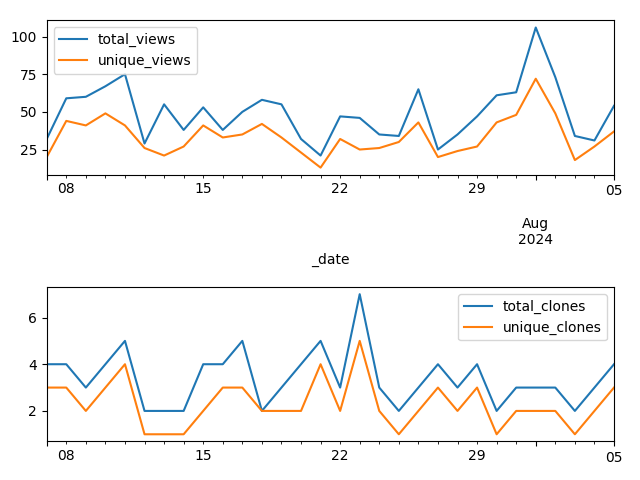 total_views
unique_views
100
75
50
25
08 15 22 29 05
Aug
2024
_date
total_clones
unique_clones
6
4
2
08 15 22 29 05